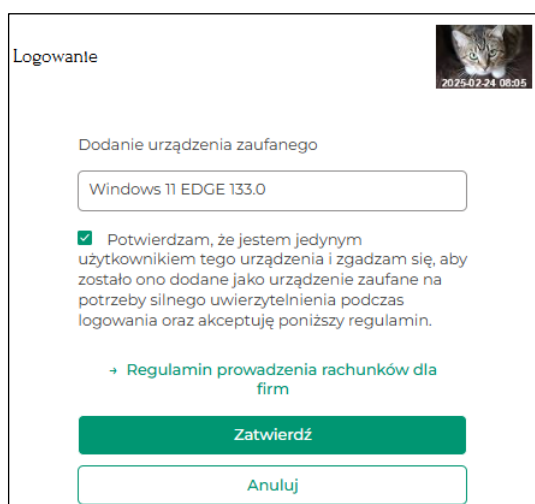 Logowanie
2025-02-24 08:05
Dodanie urządzenia zaufanego
Windows 11 EDGE 133.0
Potwierdzam, że jestem jedynym
użytkownikiem tego urządzenia i zgadzam się, aby
zostało ono dodane jako urządzenie zaufane na
potrzeby silnego uwierzytelnienia podczas
logowania oraz akceptuję poniższy regulamin.
→ Regulamin prowadzenia rachunków dla
firm
Zatwierdź
Anuluj